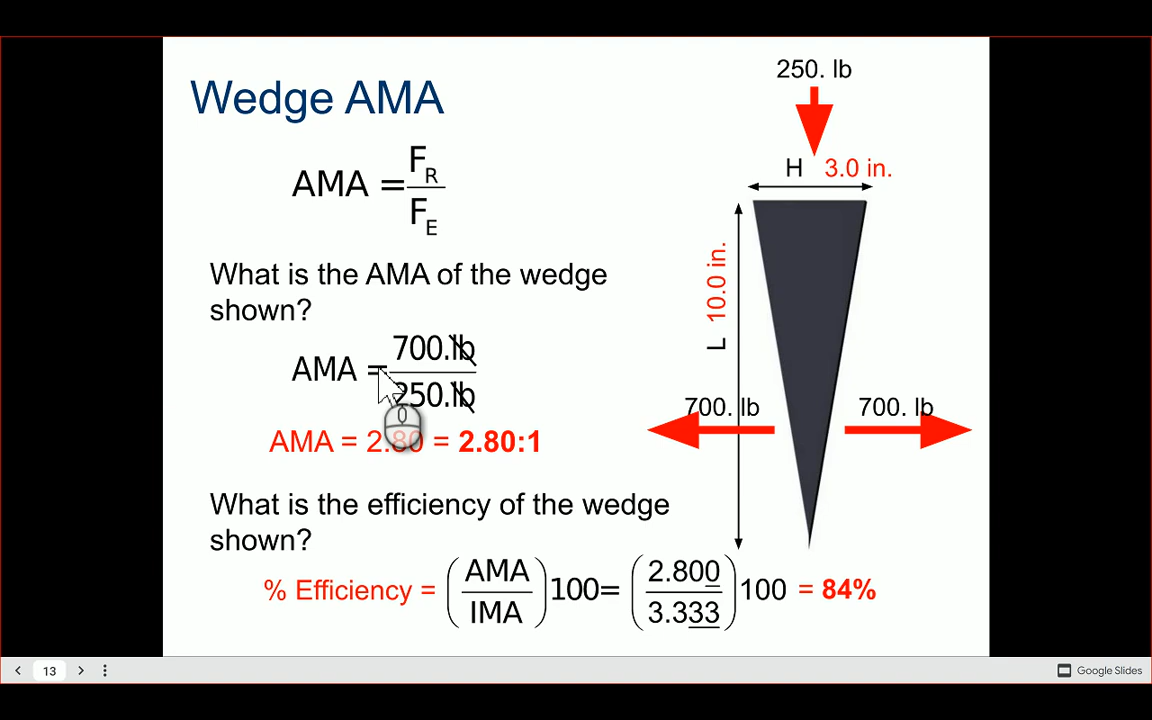 250. lb
Wedge AMA
H 3.0 in.
AMA = F_R / F_E
L 10.0 in.
What is the AMA of the wedge
shown?
AMA = 700. lb / 250. lb
700. lb 700. lb
AMA = 2.80 = 2.80:1
What is the efficiency of the wedge
shown?
% Efficiency = (AMA / IMA) 100 = (2.800 / 3.333) 100 = 84%
13
Google Slides